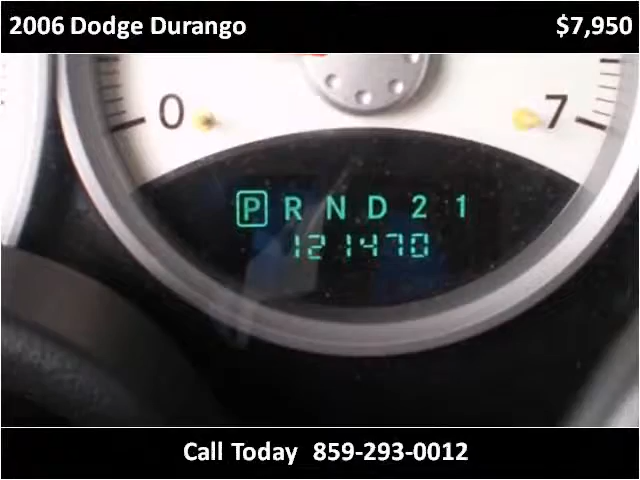 2006 Dodge Durango $7,950
0 7
P R N D 2 1
121470
Call Today 859-293-0012